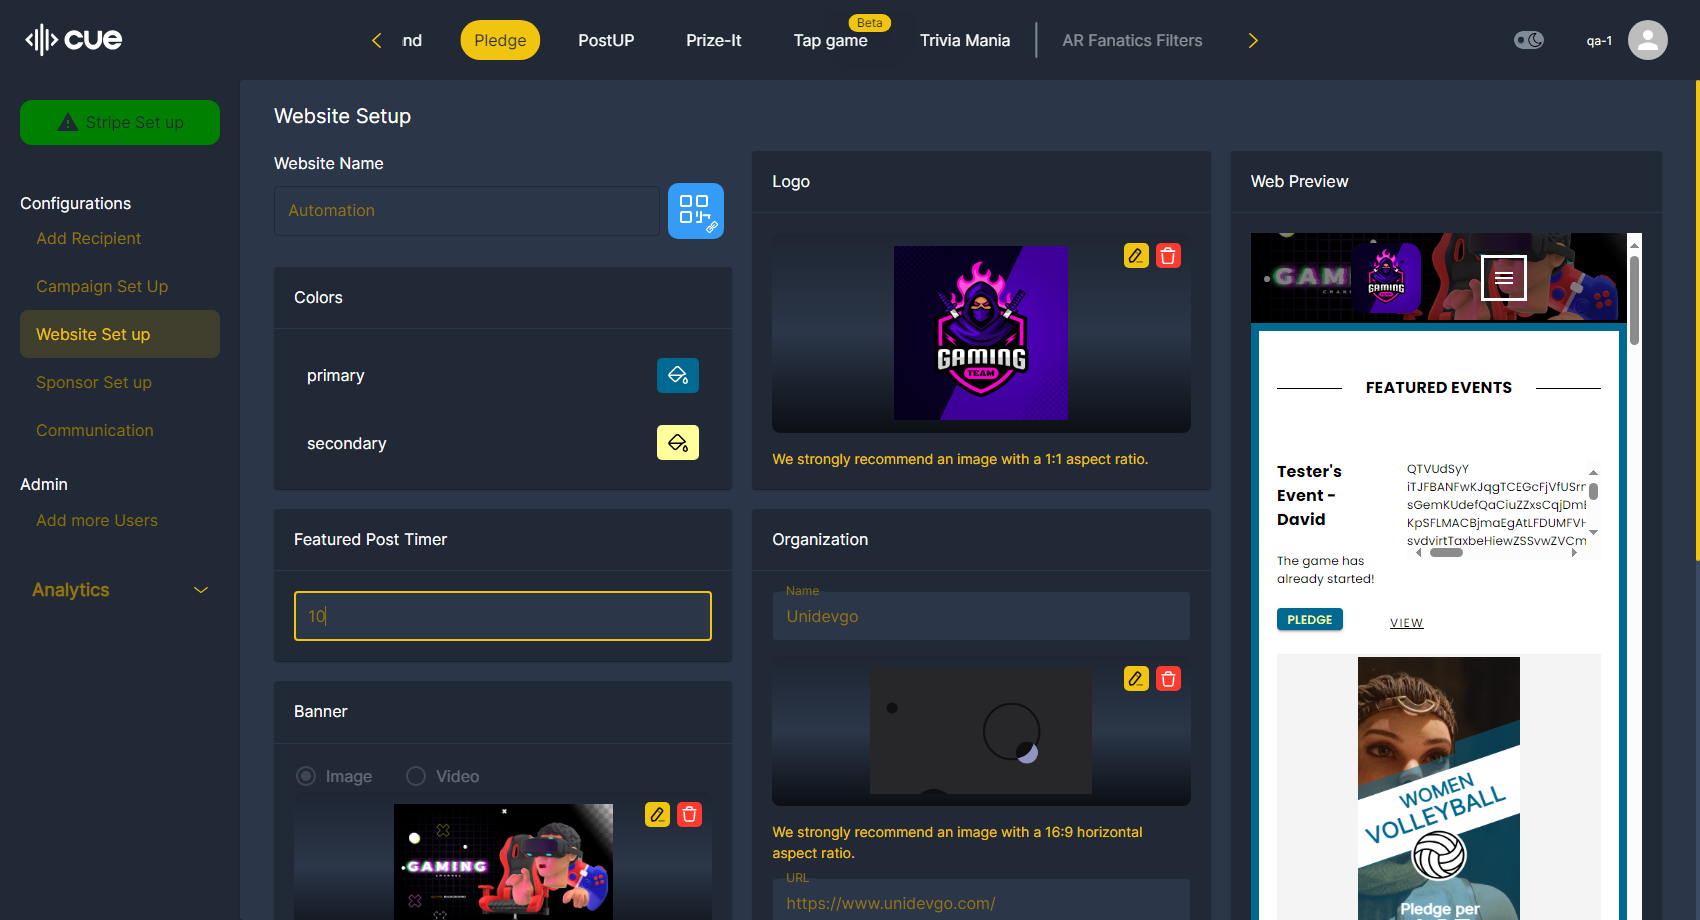 cue
nd
Pledge
PostUP
Prize-It
Tap game
Beta
Trivia Mania
AR Fanatics Filters
qa-1
Stripe Set up
Configurations
Add Recipient
Campaign Set Up
Website Set up
Sponsor Set up
Communication
Admin
Add more Users
Analytics
Website Setup
Website Name
Automation
Colors
primary
secondary
Featured Post Timer
10
Banner
Image
Video
GAMING
Logo
GAMING
TEAM
We strongly recommend an image with a 1:1 aspect ratio.
Organization
Name
Unidevgo
We strongly recommend an image with a 16:9 horizontal
aspect ratio.
URL
https://www.unidevgo.com/
Web Preview
GAMI
GAMING
TEAM
FEATURED EVENTS
Tester's
Event -
David
QTVUdSyY
iTJFBANFwKJqgTCEGcFjVfUSrr
sGemKUdefQaCiuZZxsCqjDmE
KpSFLMACBjmaEgAtLFDUMFVH
svdvirtTaxbeHiewZSSvwZVCm
The game has
already started!
PLEDGE
VIEW
WOMEN
VOLLEYBALL
Pledge per